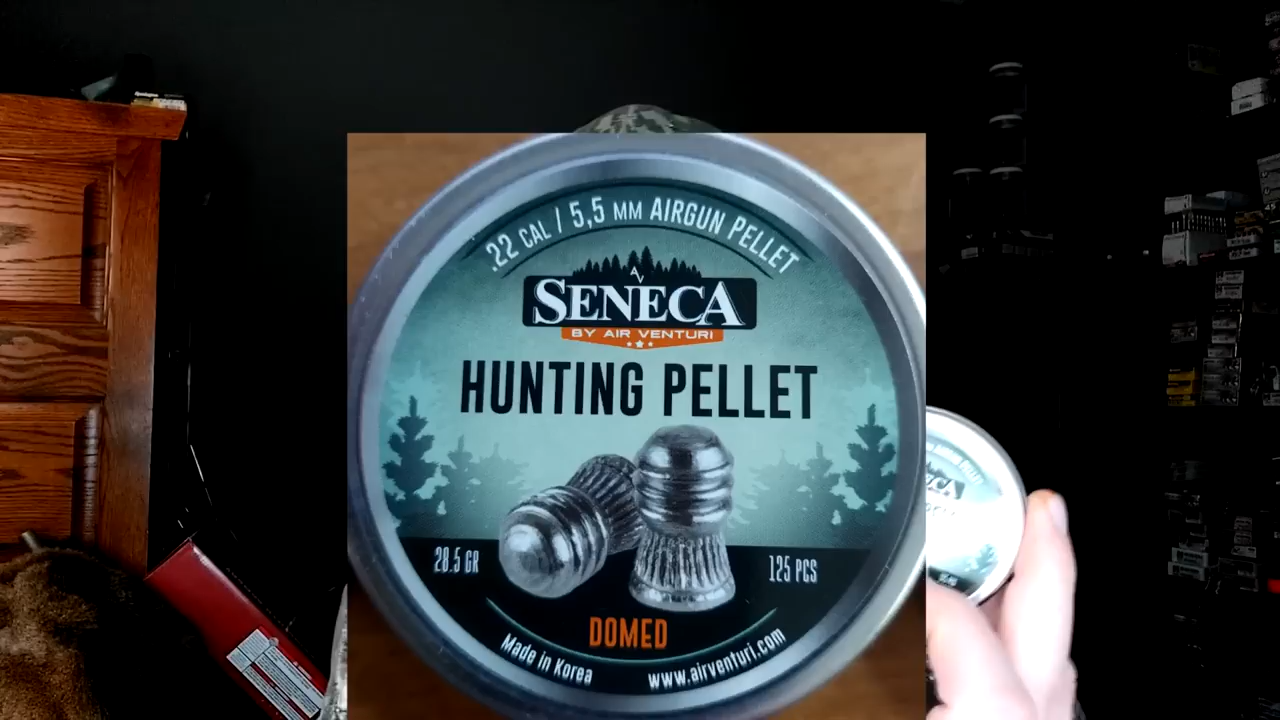 .22 CAL / 5,5 MM AIRGUN PELLET
AV
SENECA
BY AIR VENTURI
HUNTING PELLET
28.5 GR
125 PCS
DOMED
Made in Korea
www.airventuri.com